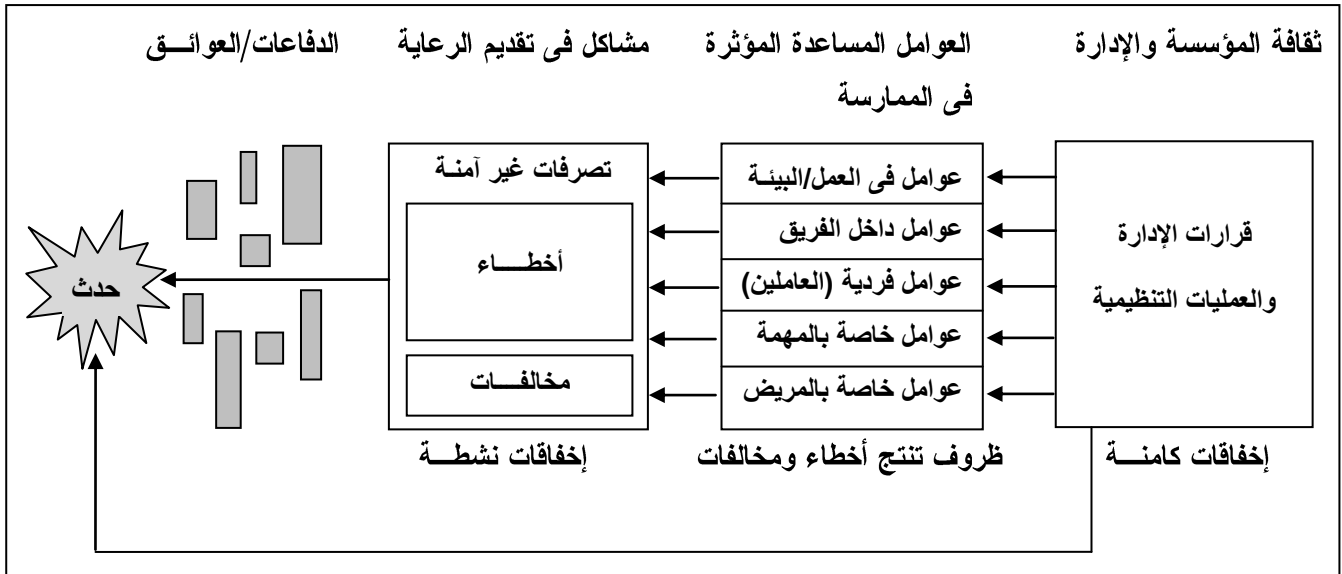 ثقافة المؤسسة والإدارة
العوامل المساعدة المؤثرة
فى الممارسة
مشاكل فى تقديم الرعاية
الدفاعات/العوائـــق
قرارات الإدارة
والعمليات التنظيمية
عوامل فى العمل/البيئـة
عوامل داخل الفريق
عوامل فردية (العاملين)
عوامل خاصة بالمهمة
عوامل خاصة بالمريض
تصرفات غير آمنـة
أخطـــاء
مخالفـــات
حدث
إخفاقات كامنـــة
ظروف تنتج أخطاء ومخالفات
إخفاقات نشطـــة